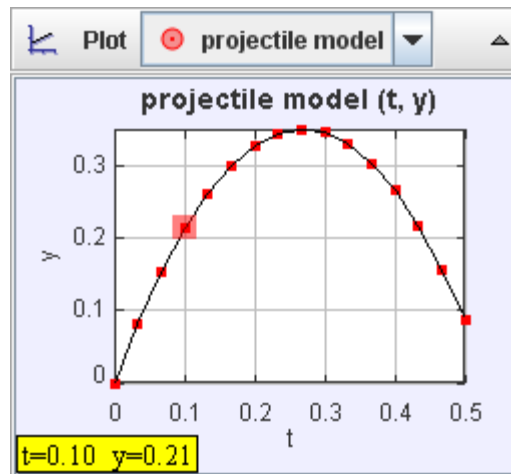 Plot projectile model
projectile model (t, y)
0.3
0.2
y
0.1
0
0 0.1 0.2 0.3 0.4 0.5
t
t=0.10 y=0.21